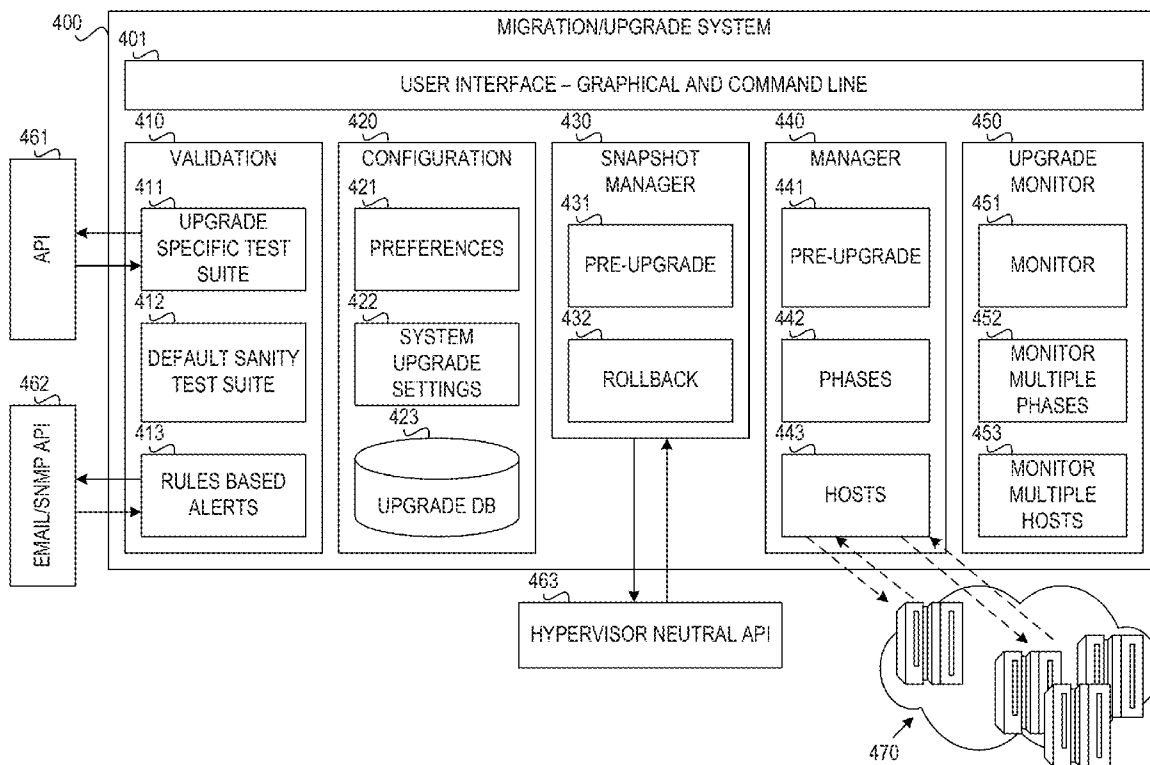 400
MIGRATION/UPGRADE SYSTEM
401
USER INTERFACE – GRAPHICAL AND COMMAND LINE
461
API
462
EMAIL/SNMP API
410
VALIDATION
411
UPGRADE
SPECIFIC TEST
SUITE
412
DEFAULT SANITY
TEST SUITE
413
RULES BASED
ALERTS
420
CONFIGURATION
421
PREFERENCES
422
SYSTEM
UPGRADE
SETTINGS
423
UPGRADE DB
430
SNAPSHOT
MANAGER
431
PRE-UPGRADE
432
ROLLBACK
440
MANAGER
441
PRE-UPGRADE
442
PHASES
443
HOSTS
450
UPGRADE
MONITOR
451
MONITOR
452
MONITOR
MULTIPLE
PHASES
453
MONITOR
MULTIPLE
HOSTS
463
HYPERVISOR NEUTRAL API
470